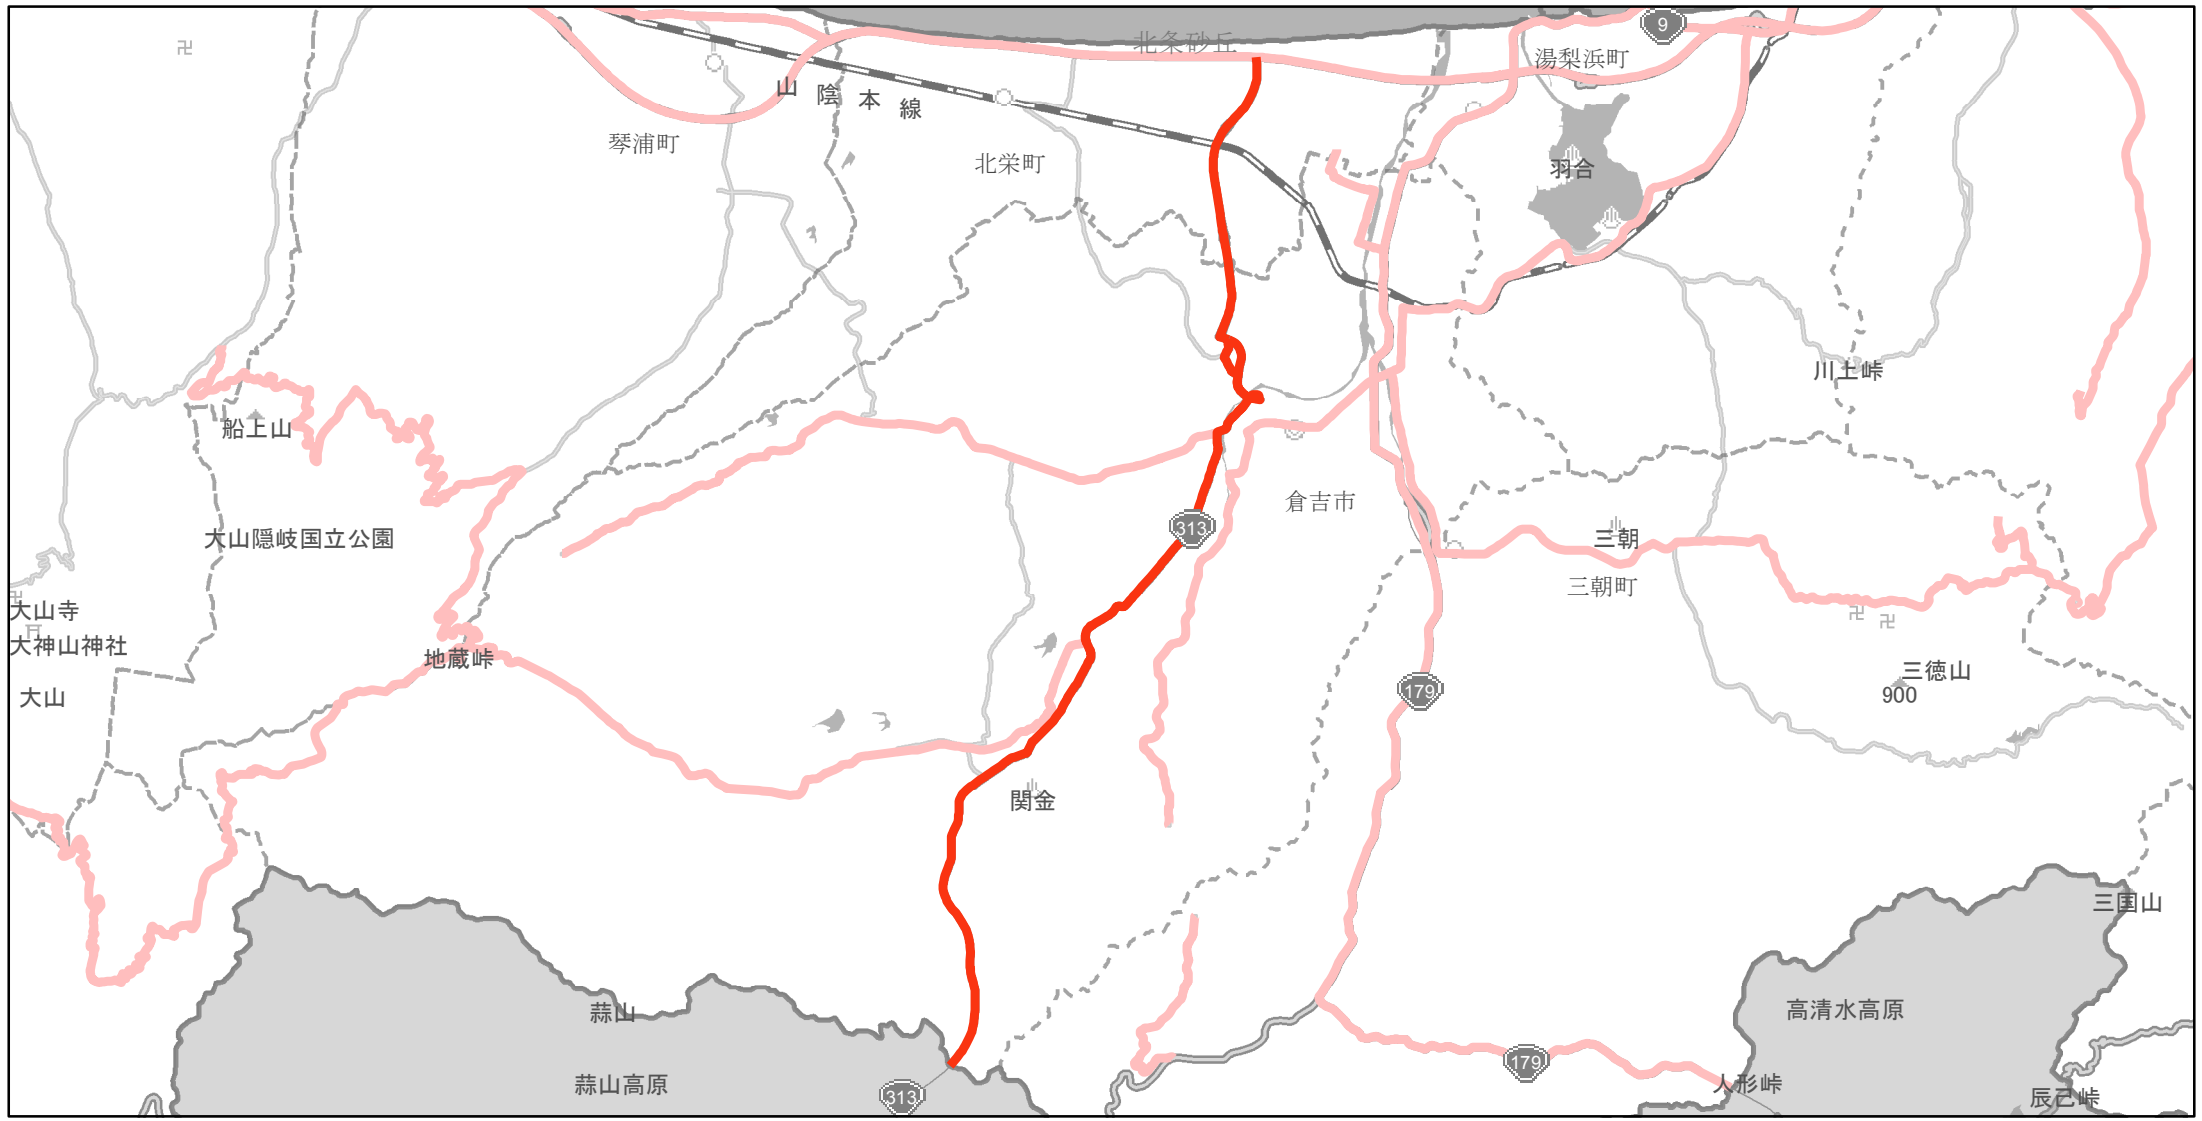 9
北条砂丘
湯梨浜町
山陰本線
琴浦町
北栄町
羽合
川上峠
船上山
倉吉市
313
大山隠岐国立公園
三朝
三朝町
大山寺
大神山神社
地蔵峠
大山
179
三徳山
900
関金
三国山
蒜山
高清水高原
179
蒜山高原
313
人形峠
辰己峠